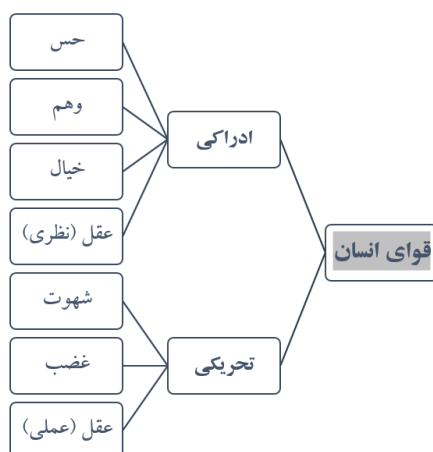 قوای انسان
ادراکی
حس
وهم
خیال
عقل (نظری)
تحریکی
شهوت
غضب
عقل (عملی)